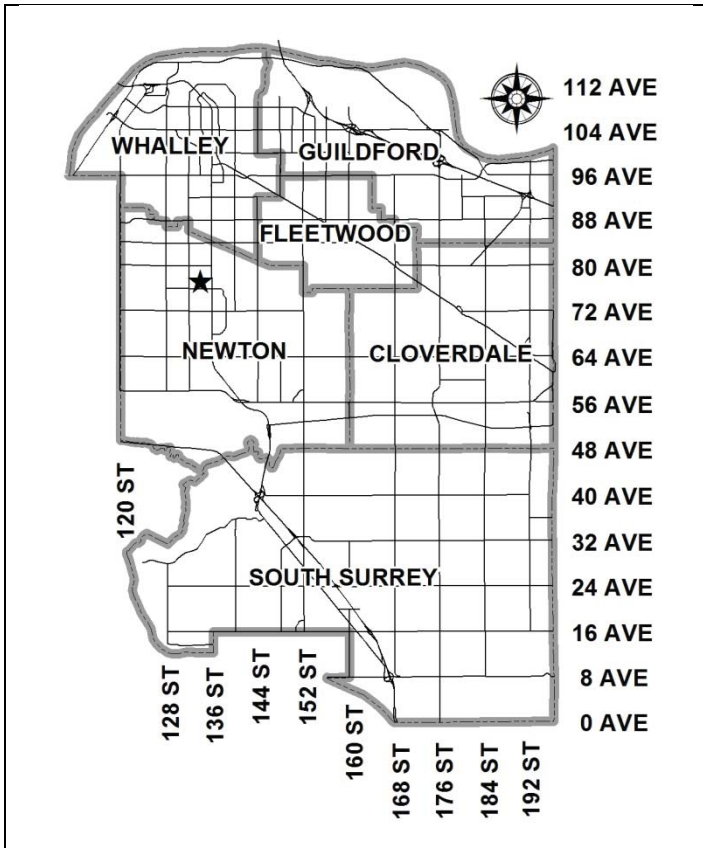 112 AVE
104 AVE
WHALLEY
GUILDFORD
96 AVE
88 AVE
FLEETWOOD
80 AVE
72 AVE
NEWTON
CLOVERDALE
64 AVE
56 AVE
48 AVE
120 ST
40 AVE
32 AVE
SOUTH SURREY
24 AVE
16 AVE
128 ST
136 ST
144 ST
152 ST
160 ST
8 AVE
0 AVE
168 ST
176 ST
184 ST
192 ST